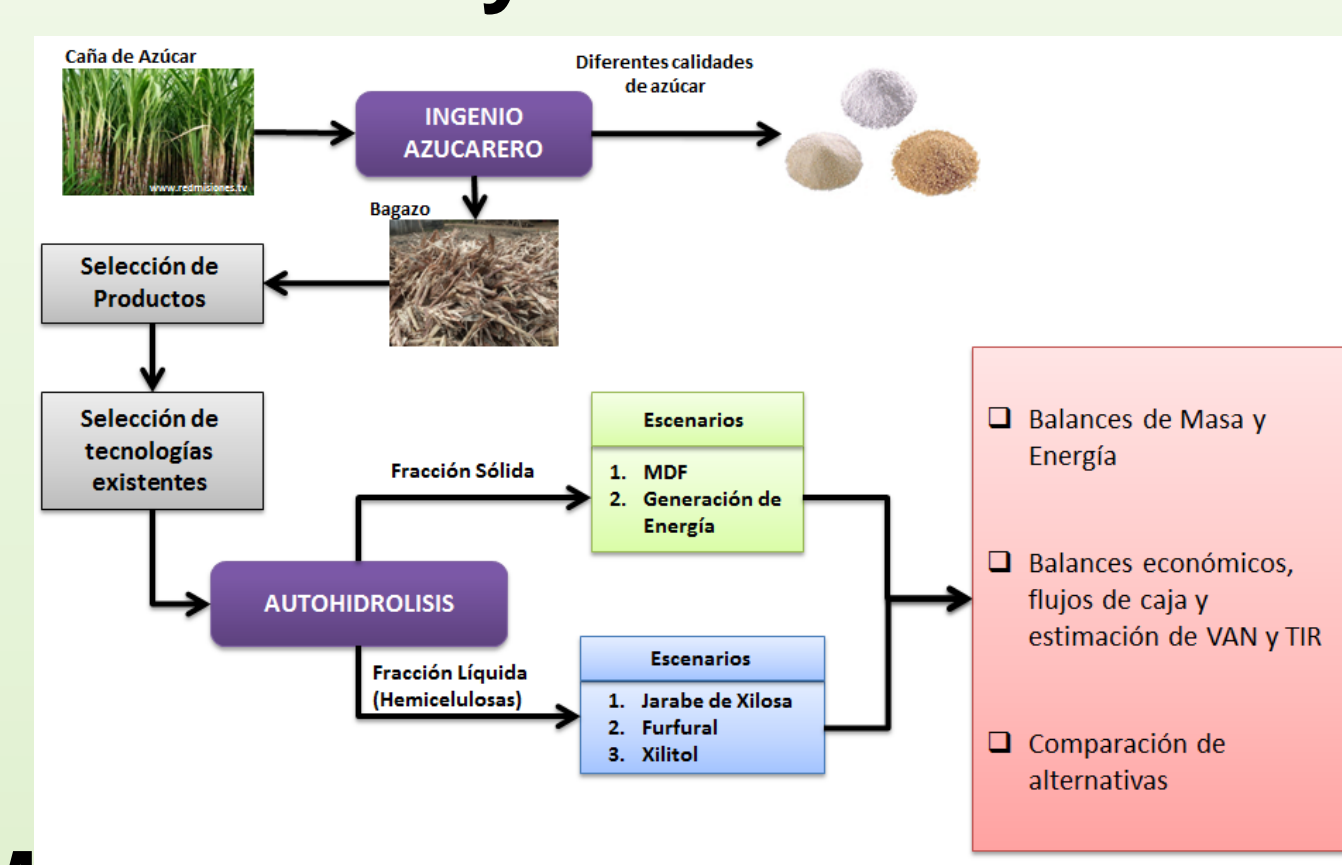 Caña de Azúcar
www.redmisiones.tv
INGENIO
AZUCARERO
Diferentes calidades
de azúcar
Bagazo
Selección de
Productos
Selección de
tecnologías
existentes
AUTOHIDROLISIS
Fracción Sólida
Escenarios
1. MDF
2. Generación de
Energía
Fracción Líquida
(Hemicelulosas)
Escenarios
1. Jarabe de Xilosa
2. Furfural
3. Xilitol
❑ Balances de Masa y
Energía
❑ Balances económicos,
flujos de caja y
estimación de VAN y TIR
❑ Comparación de
alternativas